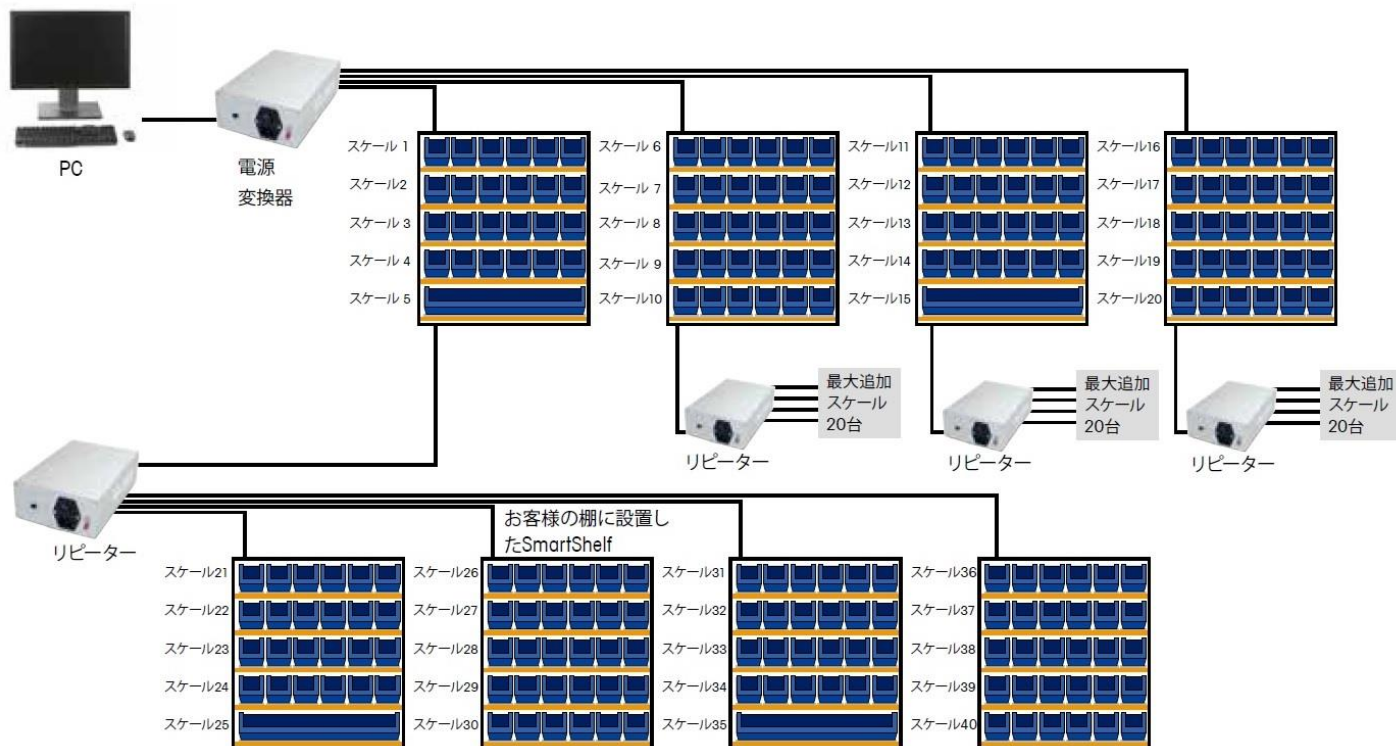 PC
電源
変換器
スケール 1
スケール2
スケール 3
スケール 4
スケール 5
スケール 6
スケール 7
スケール 8
スケール 9
スケール10
スケール11
スケール12
スケール13
スケール14
スケール15
スケール16
スケール17
スケール18
スケール19
スケール20
リピーター
最大追加
スケール
20台
リピーター
最大追加
スケール
20台
リピーター
最大追加
スケール
20台
リピーター
お客様の棚に設置し
たSmartShelf
スケール21
スケール22
スケール23
スケール24
スケール25
スケール26
スケール27
スケール28
スケール29
スケール30
スケール31
スケール32
スケール33
スケール34
スケール35
スケール36
スケール37
スケール38
スケール39
スケール40